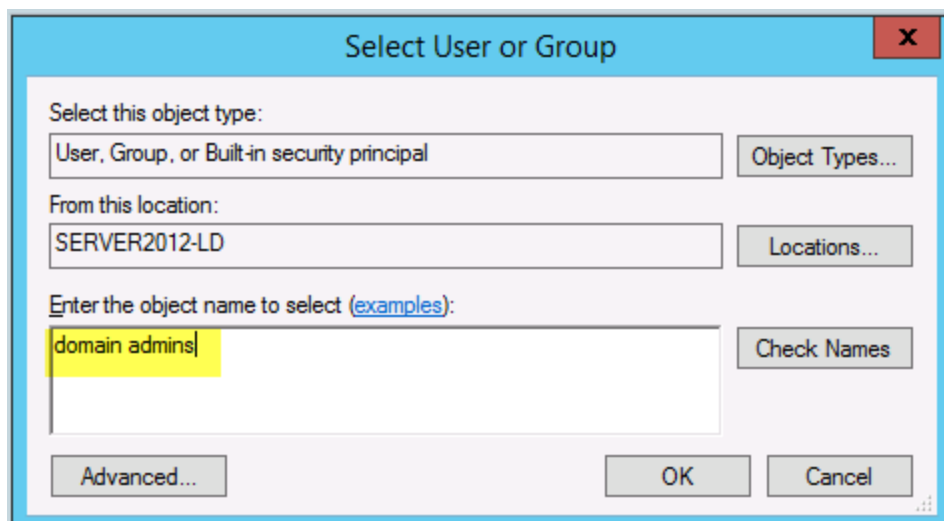 Select User or Group
x
Select this object type:
User, Group, or Built-in security principal
Object Types...
From this location:
SERVER2012-LD
Locations...
Enter the object name to select (examples):
domain admins
Check Names
Advanced...
OK
Cancel